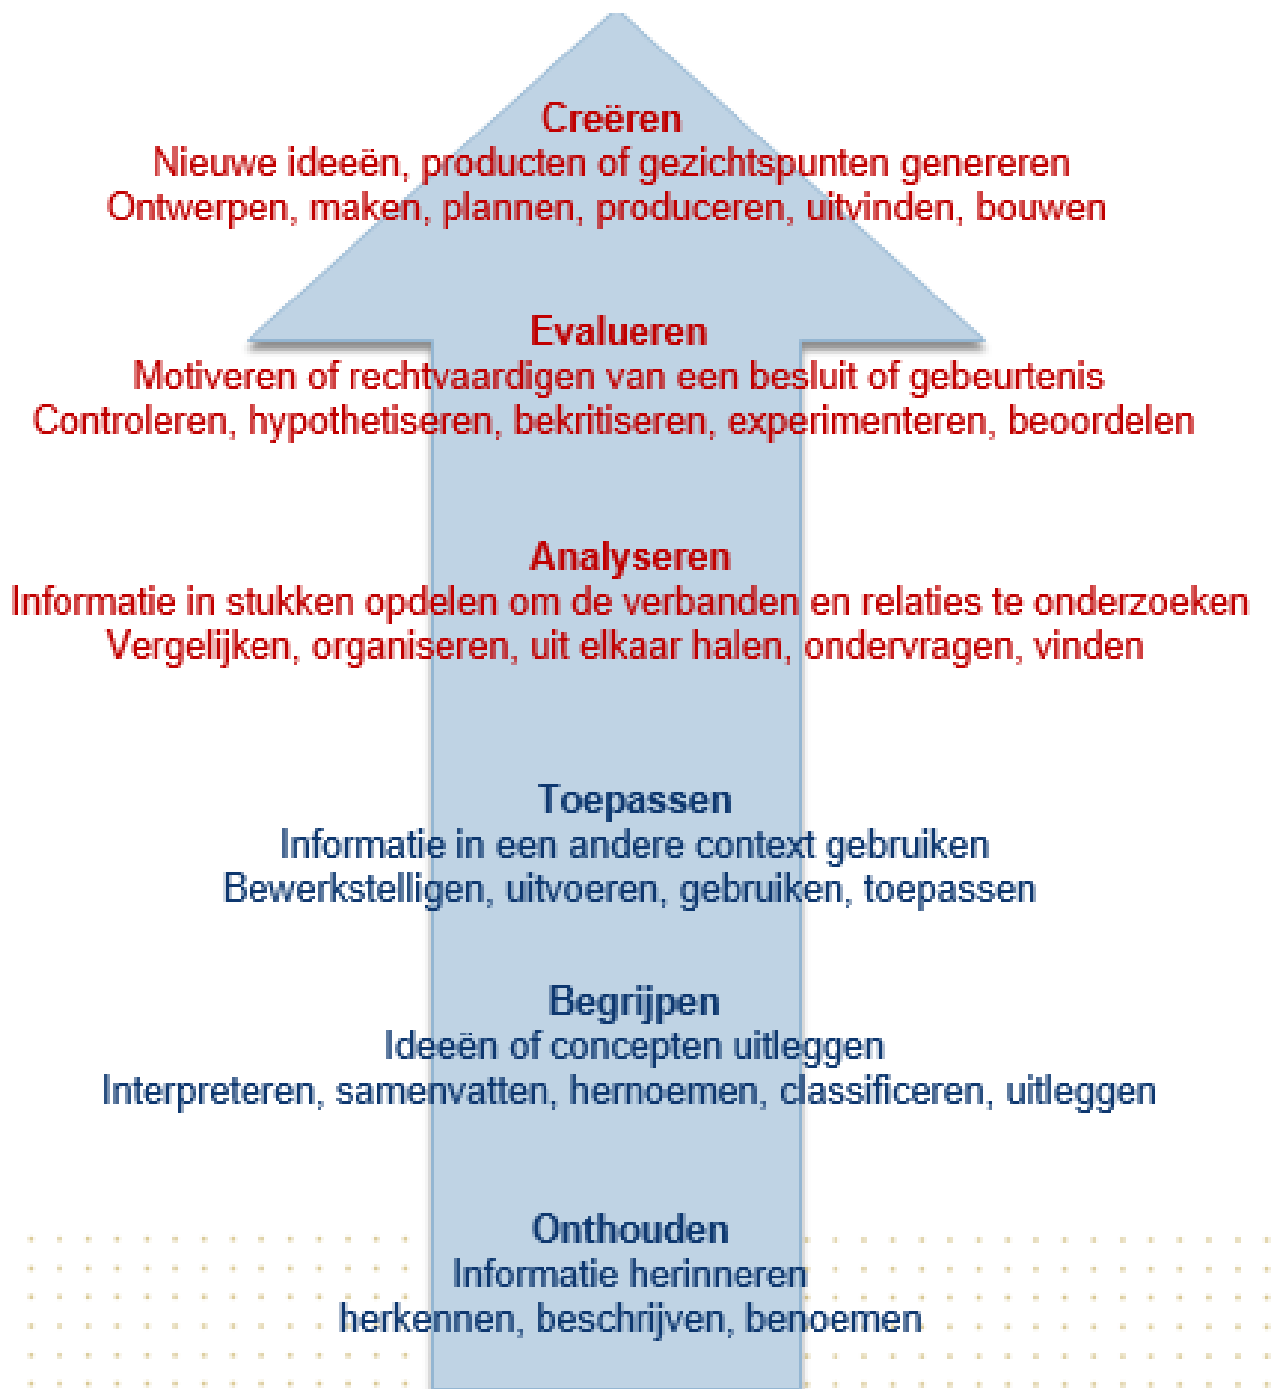 Creëren
Nieuwe ideeën, producten of gezichtspunten genereren
Ontwerpen, maken, plannen, produceren, uitvinden, bouwen
Evalueren
Motiveren of rechtvaardigen van een besluit of gebeurtenis
Controleren, hypothetiseren, bekritiseren, experimenteren, beoordelen
Analyseren
Informatie in stukken opdelen om de verbanden en relaties te onderzoeken
Vergelijken, organiseren, uit elkaar halen, ondervragen, vinden
Toepassen
Informatie in een andere context gebruiken
Bewerkstelligen, uitvoeren, gebruiken, toepassen
Begrijpen
Ideeën of concepten uitleggen
Interpreteren, samenvatten, hernoemen, classificeren, uitleggen
Onthouden
Informatie herinneren
herkennen, beschrijven, benoemen